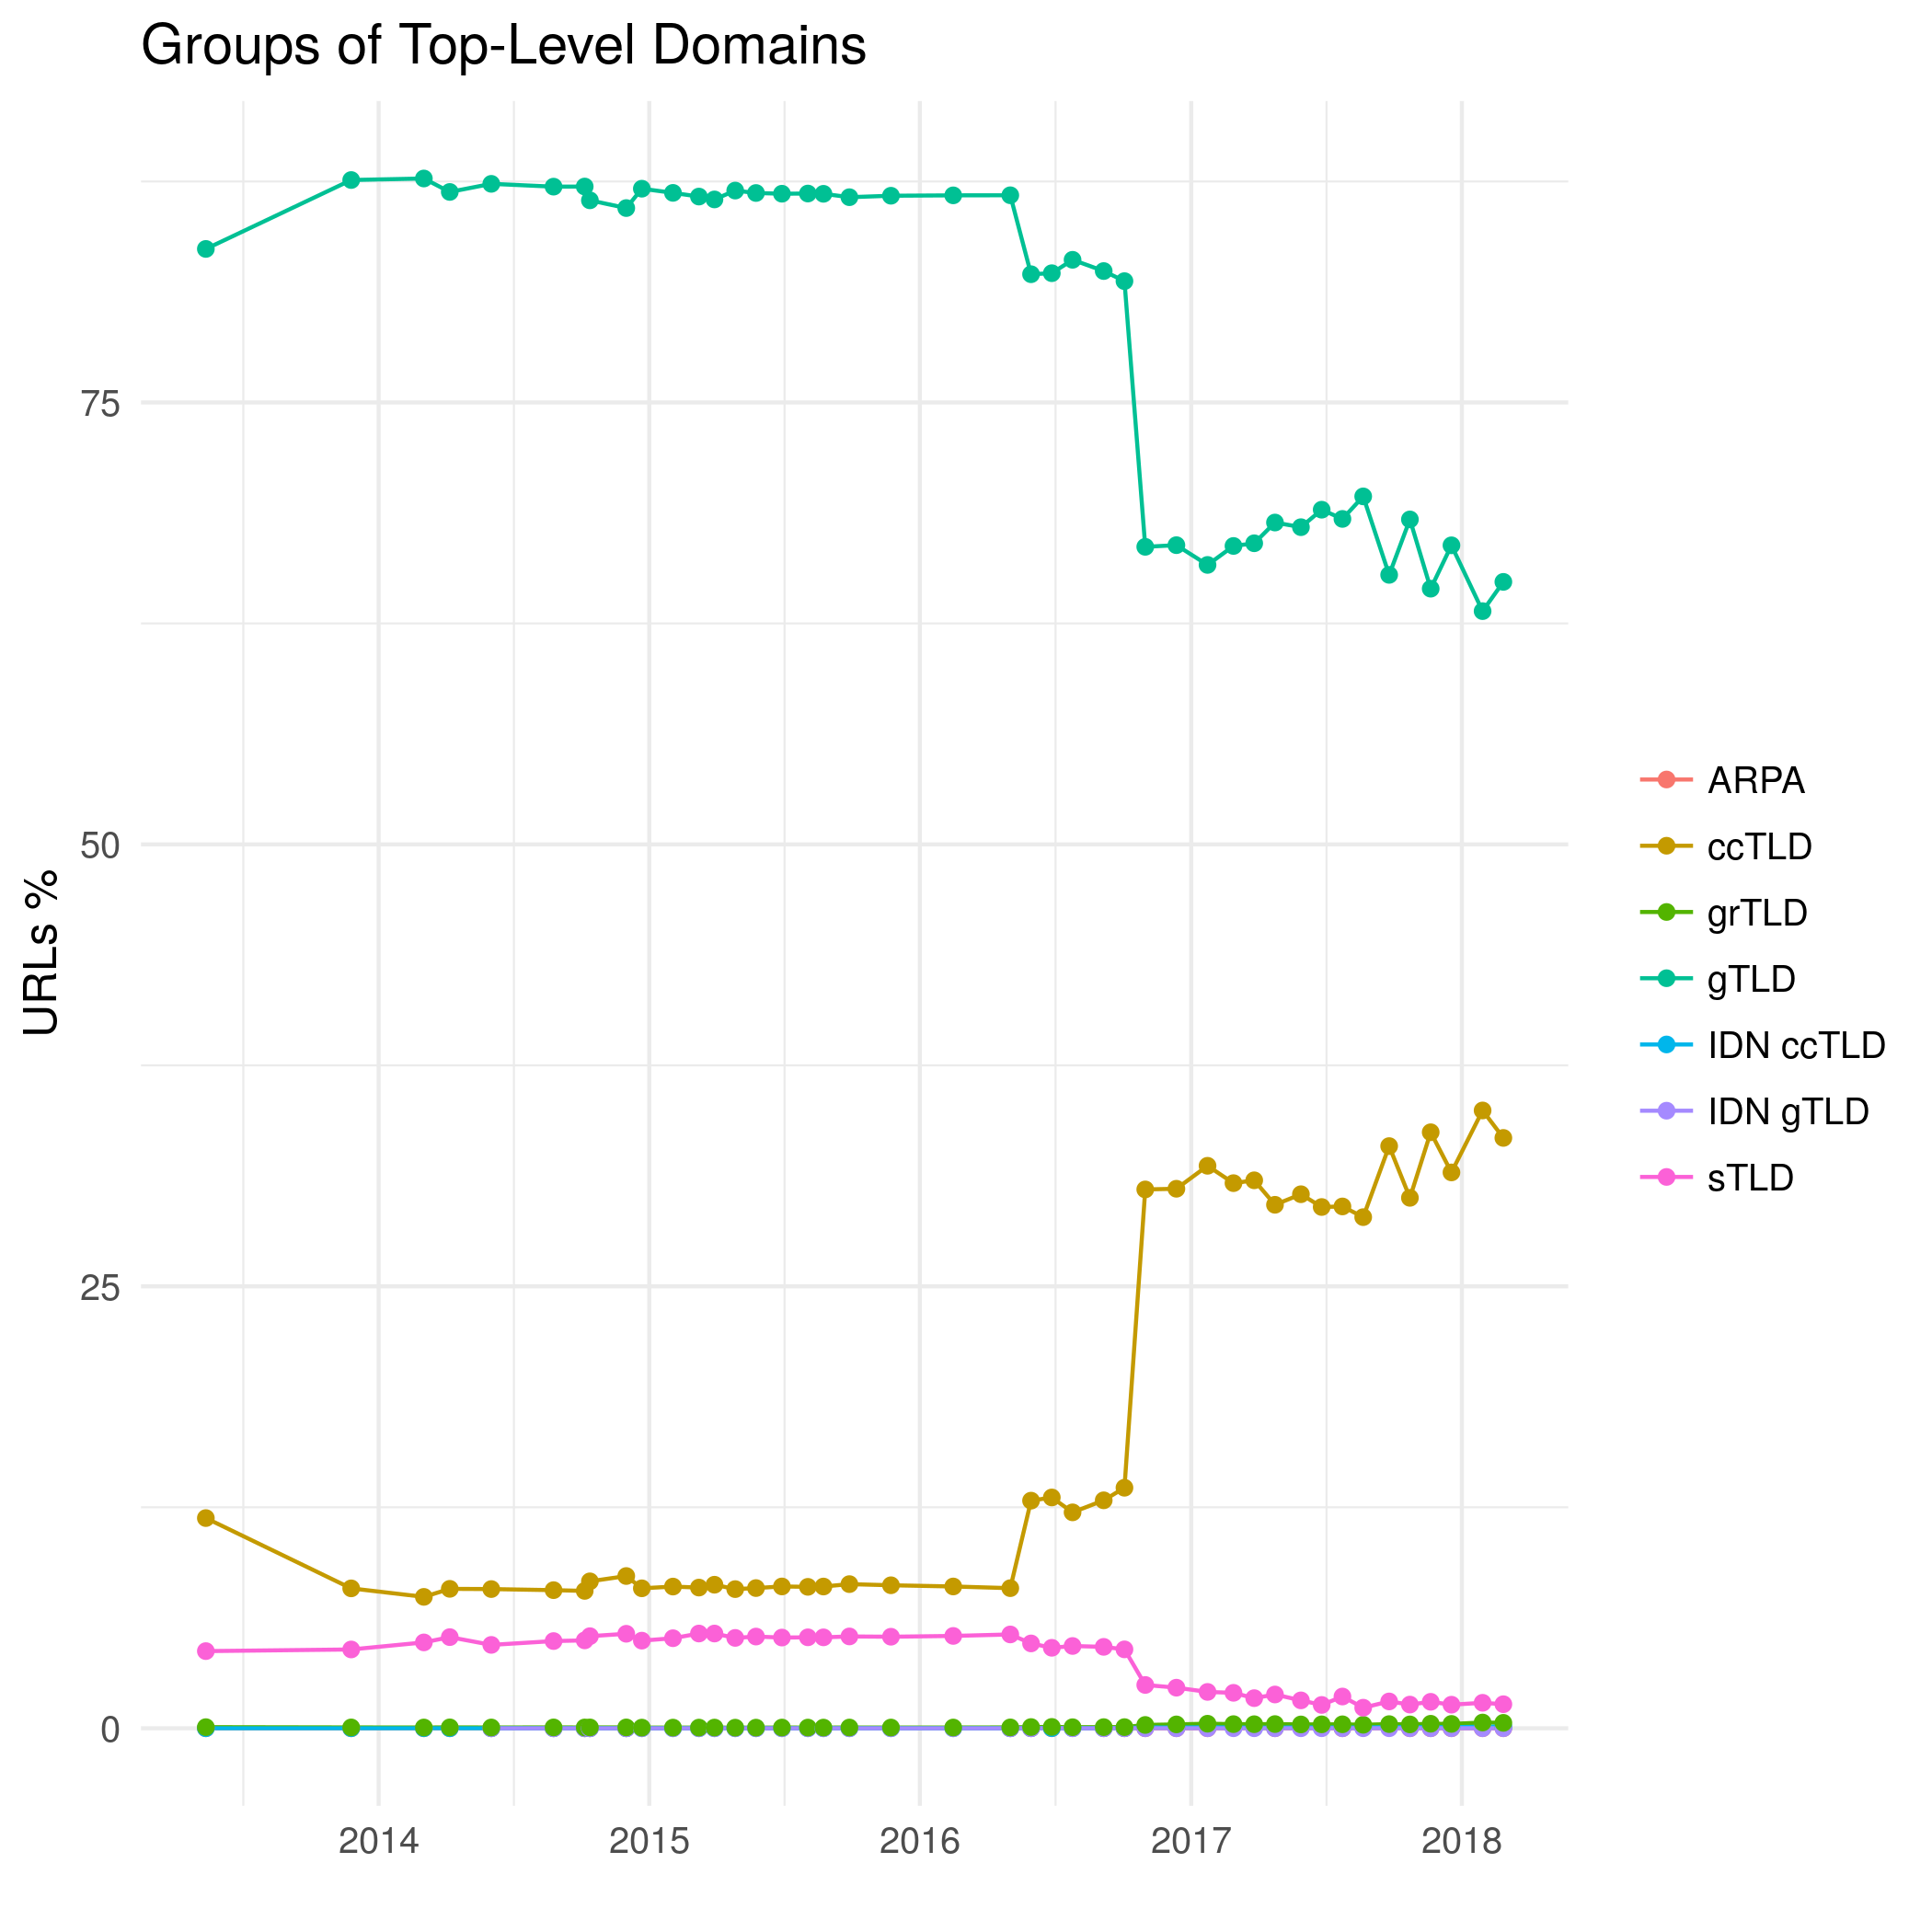 Groups of Top-Level Domains
URLs %
75
50
25
0
2014
2015
2016
2017
2018
ARPA
ccTLD
grTLD
gTLD
IDN ccTLD
IDN gTLD
sTLD